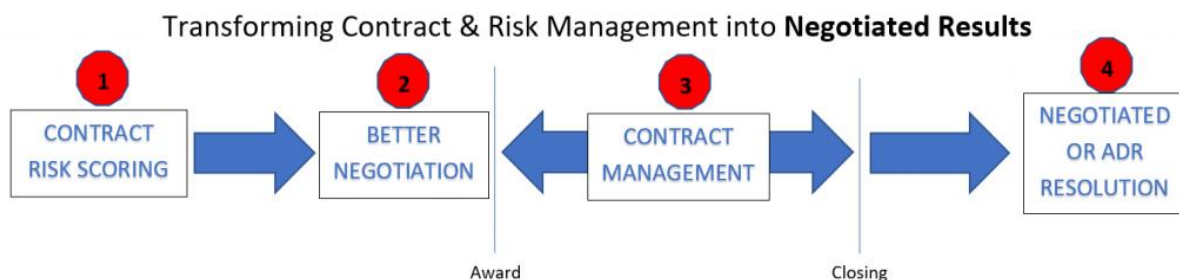 Transforming Contract & Risk Management into Negotiated Results
1
CONTRACT
RISK SCORING
2
BETTER
NEGOTIATION
3
CONTRACT
MANAGEMENT
4
NEGOTIATED
OR ADR
RESOLUTION
Award
Closing